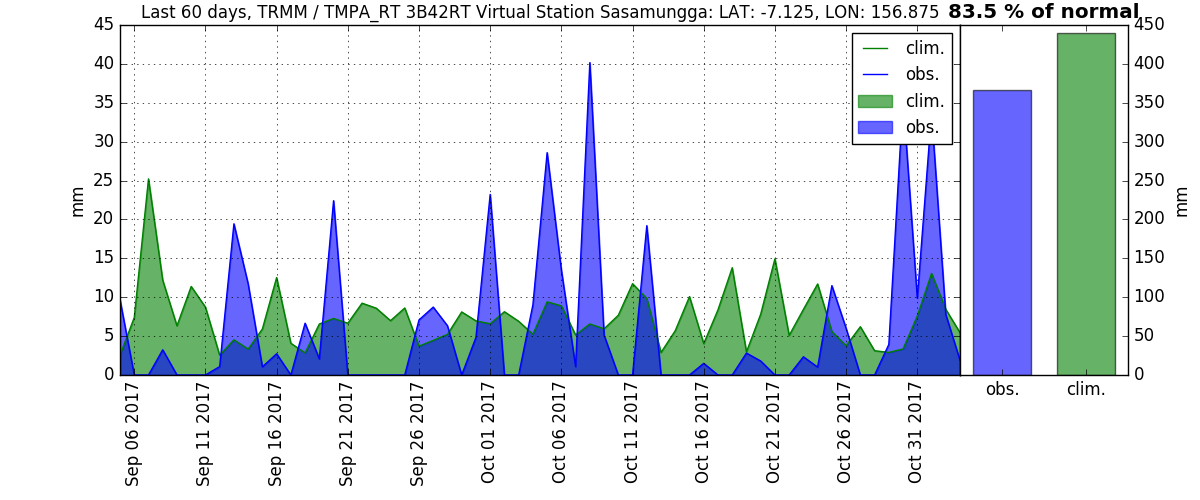 Last 60 days, TRMM / TMPA_RT 3B42RT Virtual Station Sasamungga: LAT: -7.125, LON: 156.875
83.5 % of normal
mm
45
40
35
30
25
20
15
10
5
0
clim.
obs.
clim.
obs.
Sep 06 2017
Sep 11 2017
Sep 16 2017
Sep 21 2017
Sep 26 2017
Oct 01 2017
Oct 06 2017
Oct 11 2017
Oct 16 2017
Oct 21 2017
Oct 26 2017
Oct 31 2017
obs.
clim.
450
400
350
300
250
200
150
100
50
0
mm